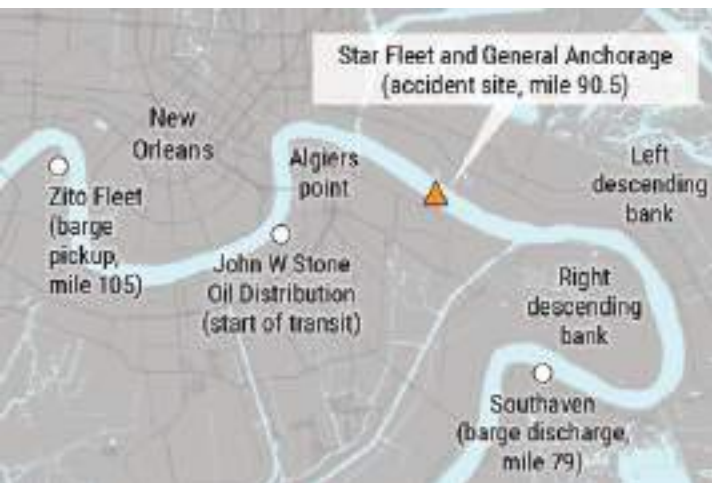 Star Fleet and General Anchorage
(accident site, mile 90.5)
New
Orleans
Algiers
point
Left
descending
bank
Zito Fleet
(barge
pickup,
mile 105)
John W Stone
Oil Distribution
(start of transit)
Right
descending
bank
Southaven
(barge discharge,
mile 79)